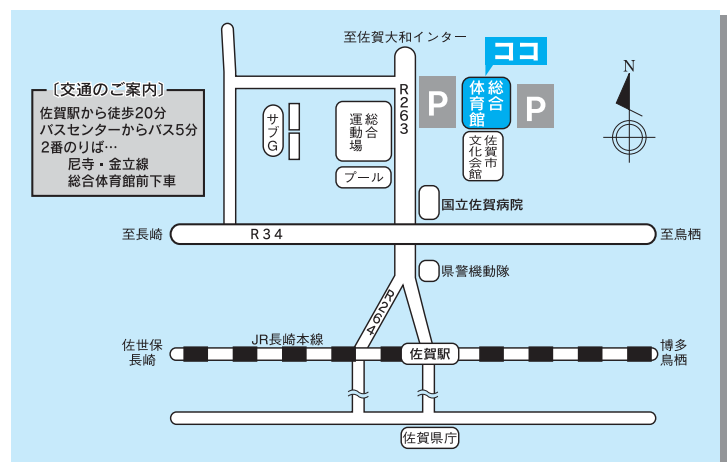 至佐賀大和インター
ココ
N
〔交通のご案内〕
佐賀駅から徒歩20分
バスセンターからバス5分
2番のりば…
尼寺・金立線
総合体育館前下車
サブG
総合
運動場
プール
R263
P
総合
体育館
P
佐賀市
文化会館
国立佐賀病院
至長崎
R34
至鳥栖
県警機動隊
R264
佐世保
長崎
JR長崎本線
佐賀駅
博多
鳥栖
佐賀県庁